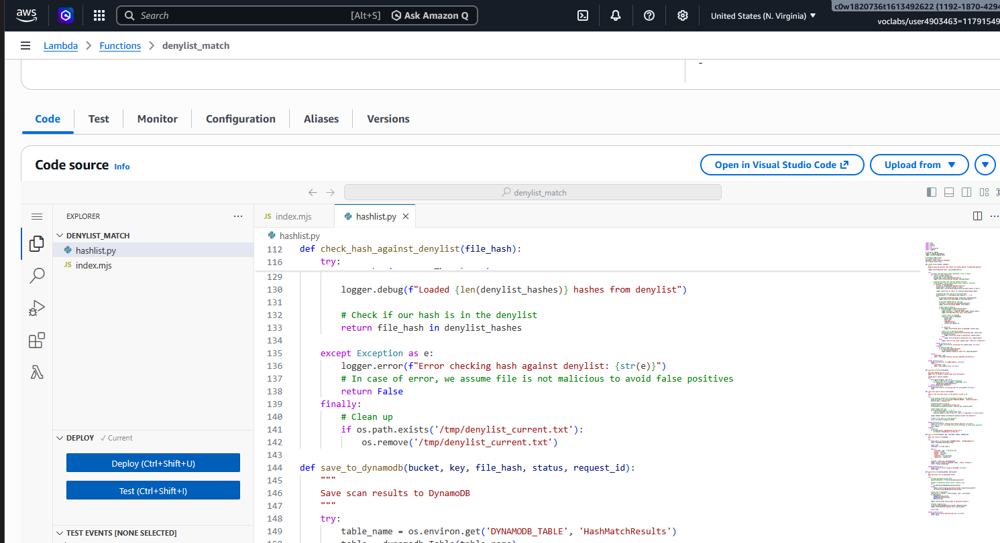 aws
Search [Alt+S] Ask Amazon Q
United States (N. Virginia)
c0w1820736t1613492622 (1192-1870-4294
voclabs/user4903463=11791549
Lambda > Functions > denylist_match
-
Code Test Monitor Configuration Aliases Versions
Code source Info
Open in Visual Studio Code
Upload from
denylist_match
EXPLORER
DENYLIST_MATCH
hashlist.py
JS index.mjs
DEPLOY ✓ Current
Deploy (Ctrl+Shift+U)
Test (Ctrl+Shift+I)
TEST EVENTS [NONE SELECTED]
JS index.mjs
hashlist.py
hashlist.py
112 def check_hash_against_denylist(file_hash):
116 try:
129
130 logger.debug(f"Loaded {len(denylist_hashes)} hashes from denylist")
131
132 # Check if our hash is in the denylist
133 return file_hash in denylist_hashes
134
135 except Exception as e:
136 logger.error(f"Error checking hash against denylist: {str(e)}")
137 # In case of error, we assume file is not malicious to avoid false positives
138 return False
139 finally:
140 # Clean up
141 if os.path.exists('/tmp/denylist_current.txt'):
142 os.remove('/tmp/denylist_current.txt')
143
144 def save_to_dynamodb(bucket, key, file_hash, status, request_id):
145 """
146 Save scan results to DynamoDB
147 """
148 try:
149 table_name = os.environ.get('DYNAMODB_TABLE', 'HashMatchResults')